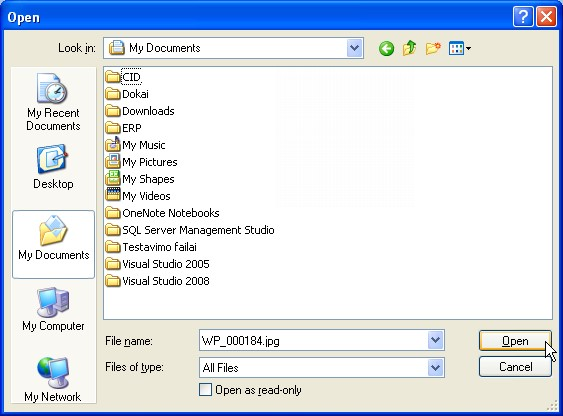 Open
Look in: My Documents
My Recent
Documents
Desktop
My Documents
My Computer
My Network
CID
Dokai
Downloads
ERP
My Music
My Pictures
My Shapes
My Videos
OneNote Notebooks
SQL Server Management Studio
Testavimo failai
Visual Studio 2005
Visual Studio 2008
File name: WP_000184.jpg Open
Files of type: All Files Cancel
Open as read-only